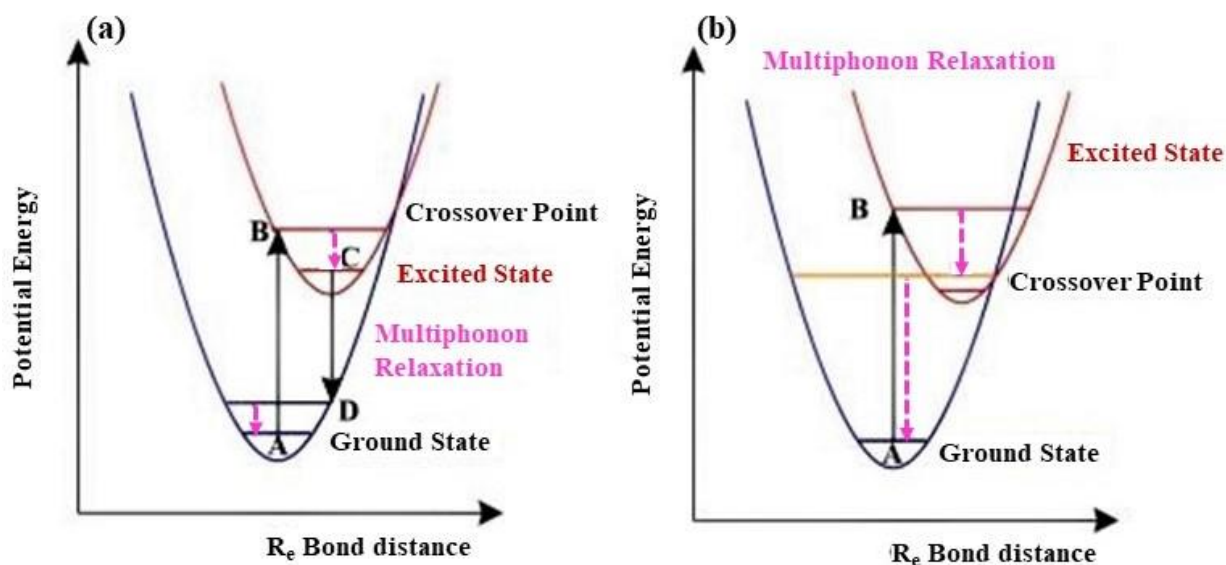 (a)
Potential Energy
B
C
Crossover Point
Excited State
Multiphonon
Relaxation
D
A
Ground State
Rₑ Bond distance
(b)
Multiphonon Relaxation
Potential Energy
Excited State
B
Crossover Point
A
Ground State
Rₑ Bond distance